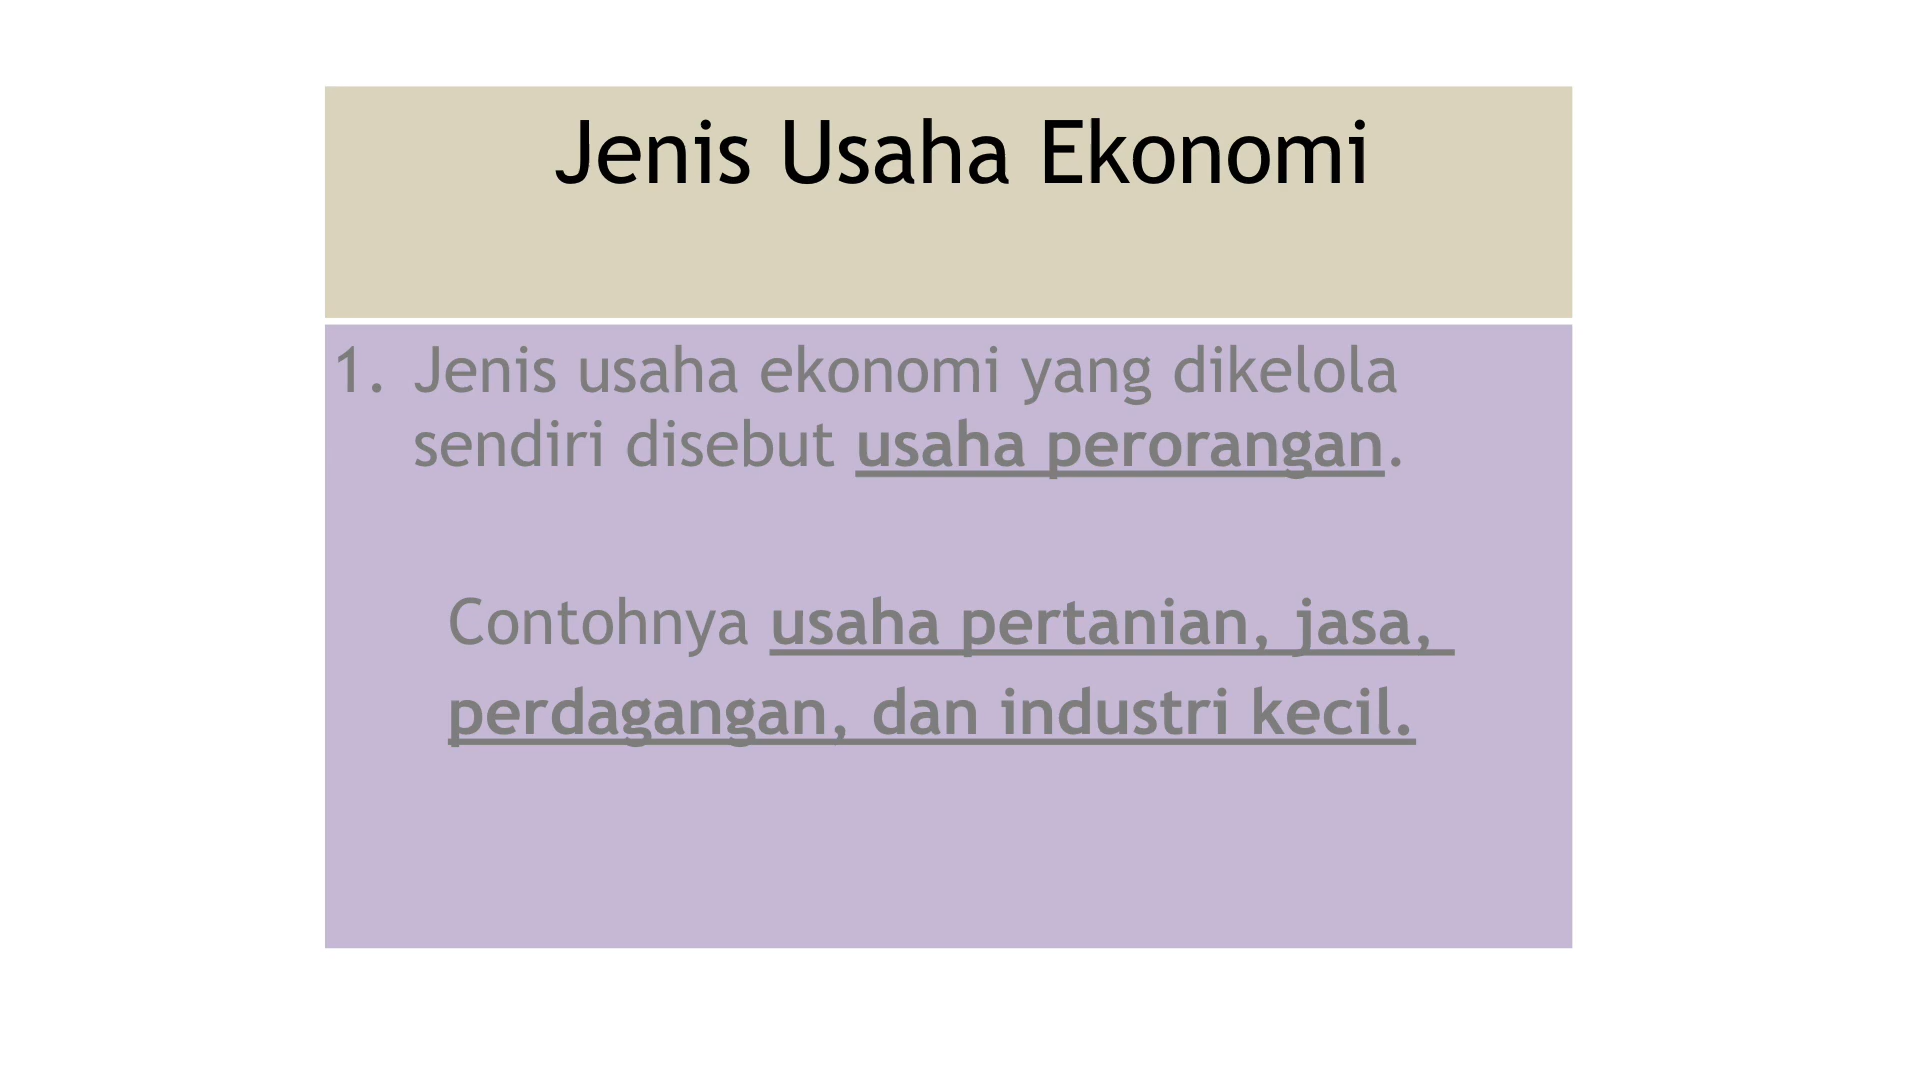 Jenis Usaha Ekonomi
1. Jenis usaha ekonomi yang dikelola
sendiri disebut usaha perorangan.
Contohnya usaha pertanian, jasa,
perdagangan, dan industri kecil.